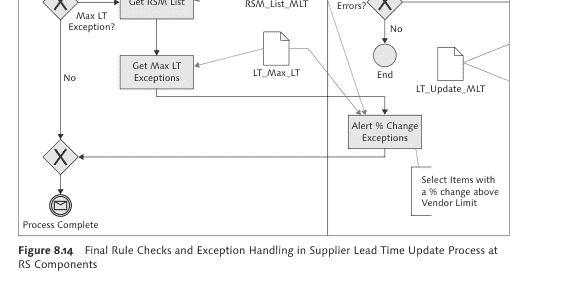 Get RSM List
RSM_List_MLT
Errors?
Max LT
Exception?
No
Get Max LT
Exceptions
LT_Max_LT
End
LT_Update_MLT
No
Alert % Change
Exceptions
Select Items with
a % change above
Vendor Limit
Process Complete
Figure 8.14 Final Rule Checks and Exception Handling in Supplier Lead Time Update Process at
RS Components